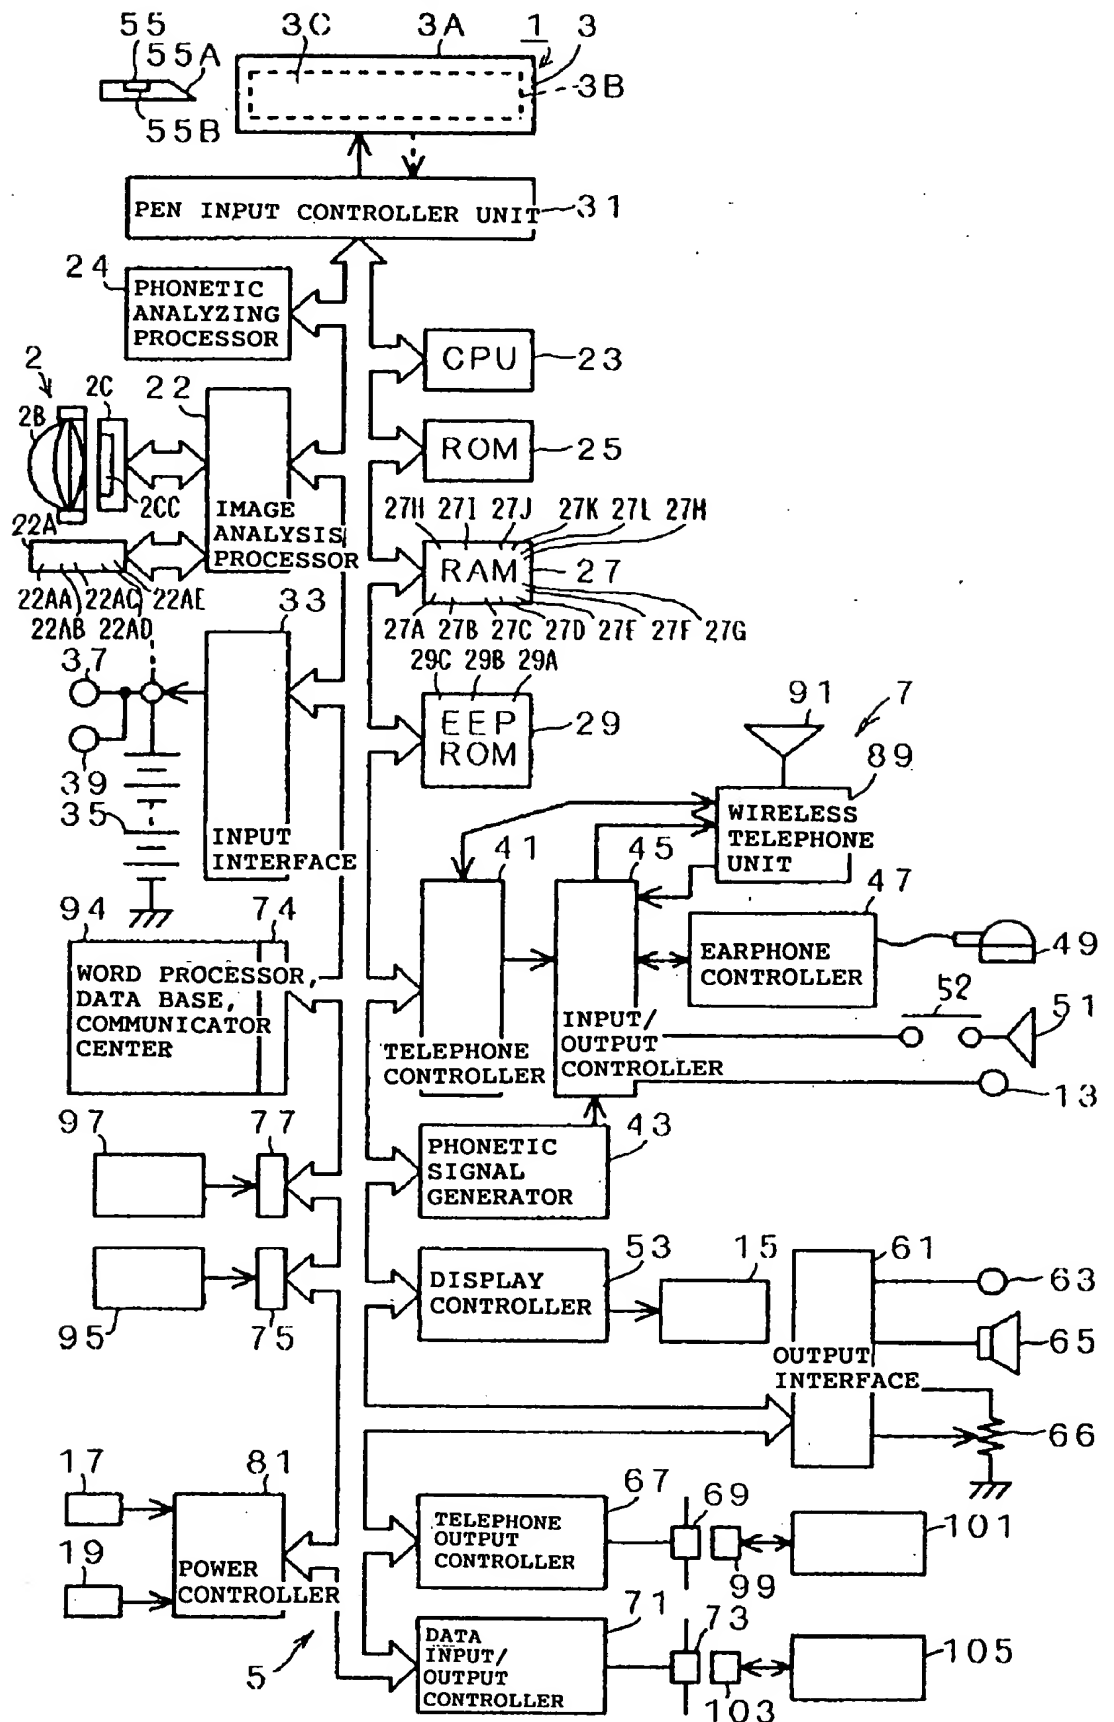 55
55A
55B
3C
3A
1
3
3B
PEN INPUT CONTROLLER UNIT
31
24
PHONETIC
ANALYZING
PROCESSOR
CPU
23
2
2B
2C
2CC
22
IMAGE
ANALYSIS
PROCESSOR
ROM
25
22A
22AA
22AC
22AE
22AB
22AD
27H
27I
27J
27K
27L
27M
RAM
27
27A
27B
27C
27D
27E
27F
27G
29C
29B
29A
EEP
ROM
29
33
37
39
35
INPUT
INTERFACE
91
7
89
WIRELESS
TELEPHONE
UNIT
41
45
47
EARPHONE
CONTROLLER
49
52
51
13
94
74
WORD PROCESSOR,
DATA BASE,
COMMUNICATOR
CENTER
TELEPHONE
CONTROLLER
INPUT/
OUTPUT
CONTROLLER
97
77
PHONETIC
SIGNAL
GENERATOR
43
95
75
DISPLAY
CONTROLLER
53
15
61
63
65
OUTPUT
INTERFACE
66
17
19
81
POWER
CONTROLLER
5
TELEPHONE
OUTPUT
CONTROLLER
67
69
99
101
DATA
INPUT/
OUTPUT
CONTROLLER
71
73
103
105